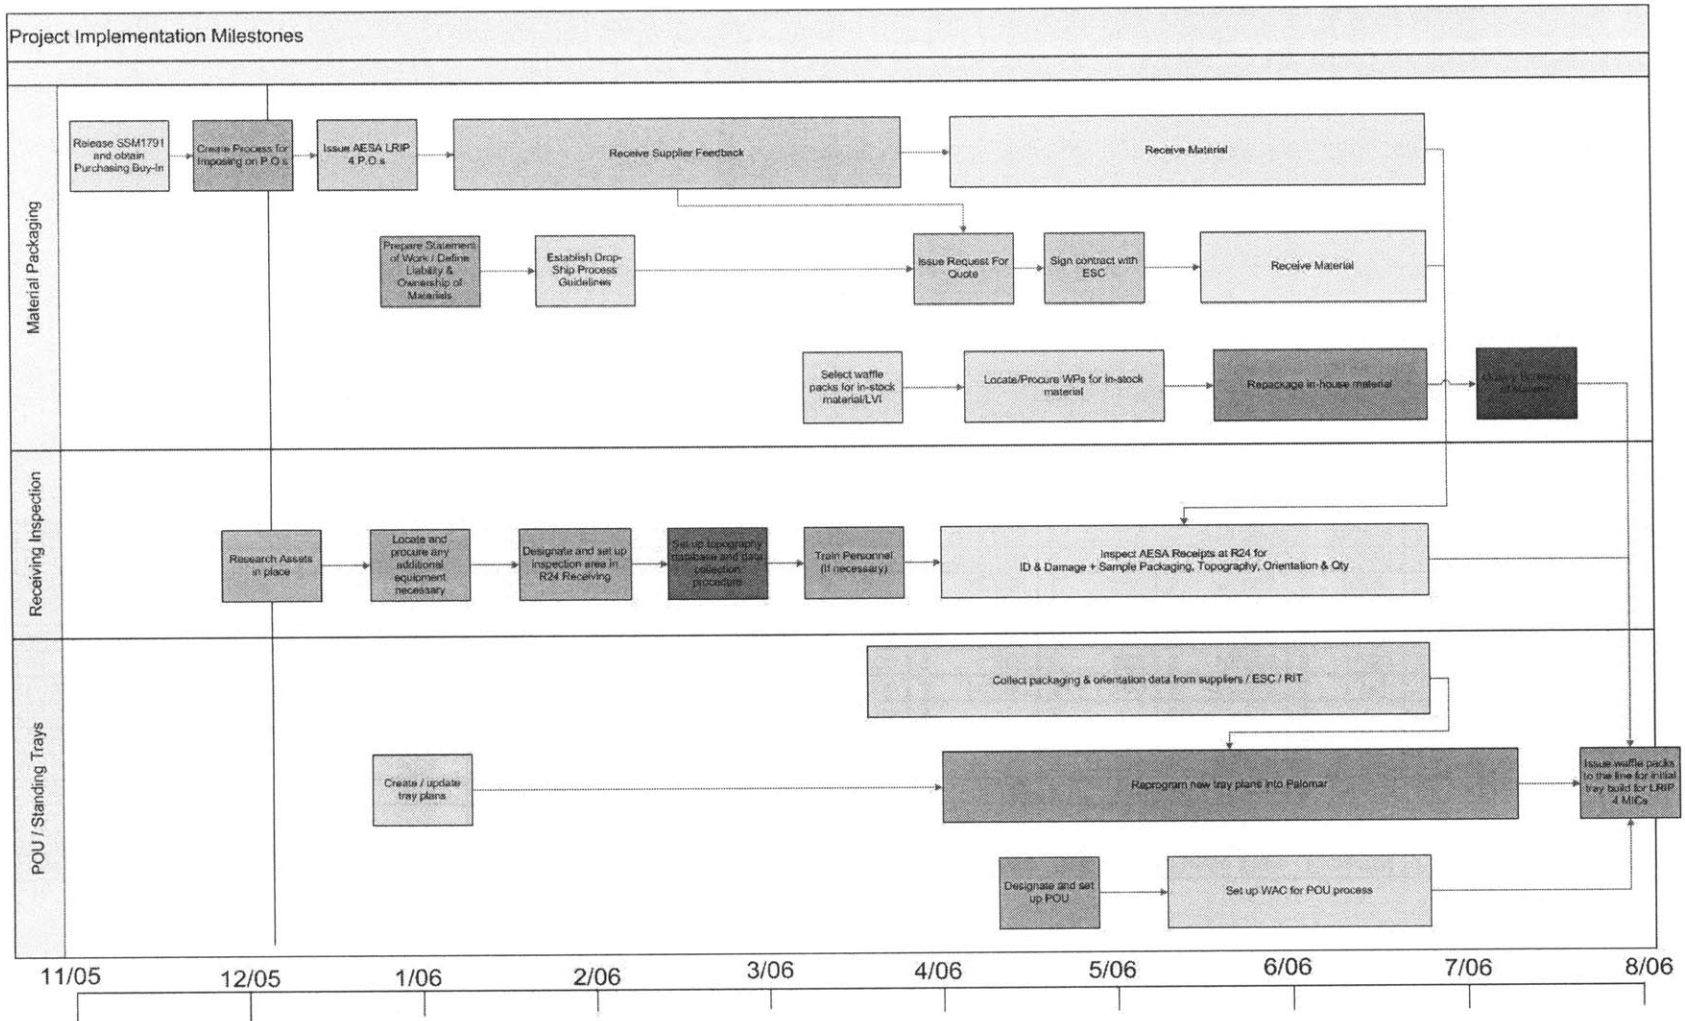 Project Implementation Milestones
Material Packaging
Release SSM1791
and obtain
Purchasing Buy-In
Create Process for
Imposing on P.O.s
Issue AESA LRIP
4 P.O.s
Receive Supplier Feedback
Receive Material
Prepare Statement
of Work / Define
Liability &
Ownership of
Materials
Establish Drop-
Ship Process
Guidelines
Issue Request For
Quote
Sign contract with
ESC
Receive Material
Select waffle
packs for in-stock
material/LVI
Locate/Procure WPs for in-stock
material
Repackage in-house material
Receiving Inspection
Research Assets
in place
Locate and
procure any
additional
equipment
necessary
Designate and set up
inspection area in
R24 Receiving
Set up topography
database and data
collection
procedure
Train Personnel
(If necessary)
Inspect AESA Receipts at R24 for
ID & Damage + Sample Packaging, Topography, Orientation & Qty
POU / Standing Trays
Collect packaging & orientation data from suppliers / ESC / RIT
Create / update
tray plans
Reprogram new tray plans into Palomar
Issue waffle packs
to the line for initial
tray build for LRIP
4 MICs
Designate and set
up POU
Set up WAC for POU process
11/05
12/05
1/06
2/06
3/06
4/06
5/06
6/06
7/06
8/06